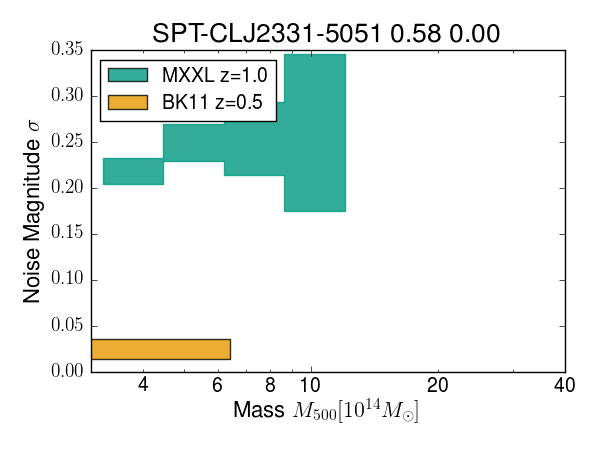 SPT-CLJ2331-5051 0.58 0.00
0.35
0.30
0.25
0.20
0.15
0.10
0.05
0.00
Noise Magnitude σ
MXXL z=1.0
BK11 z=0.5
4 6 8 10 20 40
Mass M₅₀₀[10¹⁴M☉]